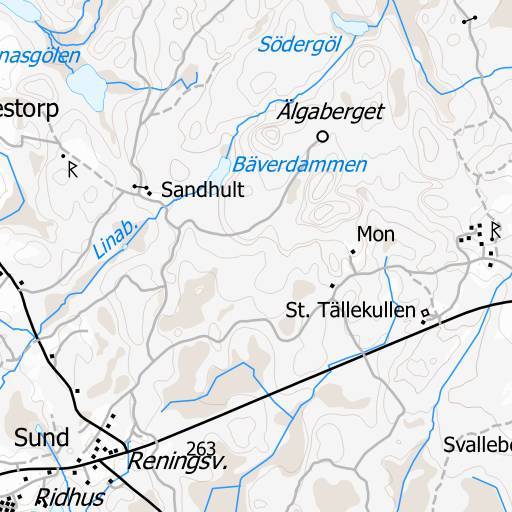 Södergöl
nasgölen
estorp
Älgaberget
R
Bäverdammen
Sandhult
Linab.
Mon
R
St. Tällekullen
Sund
263
Svallebo
Reningsv.
Ridhus